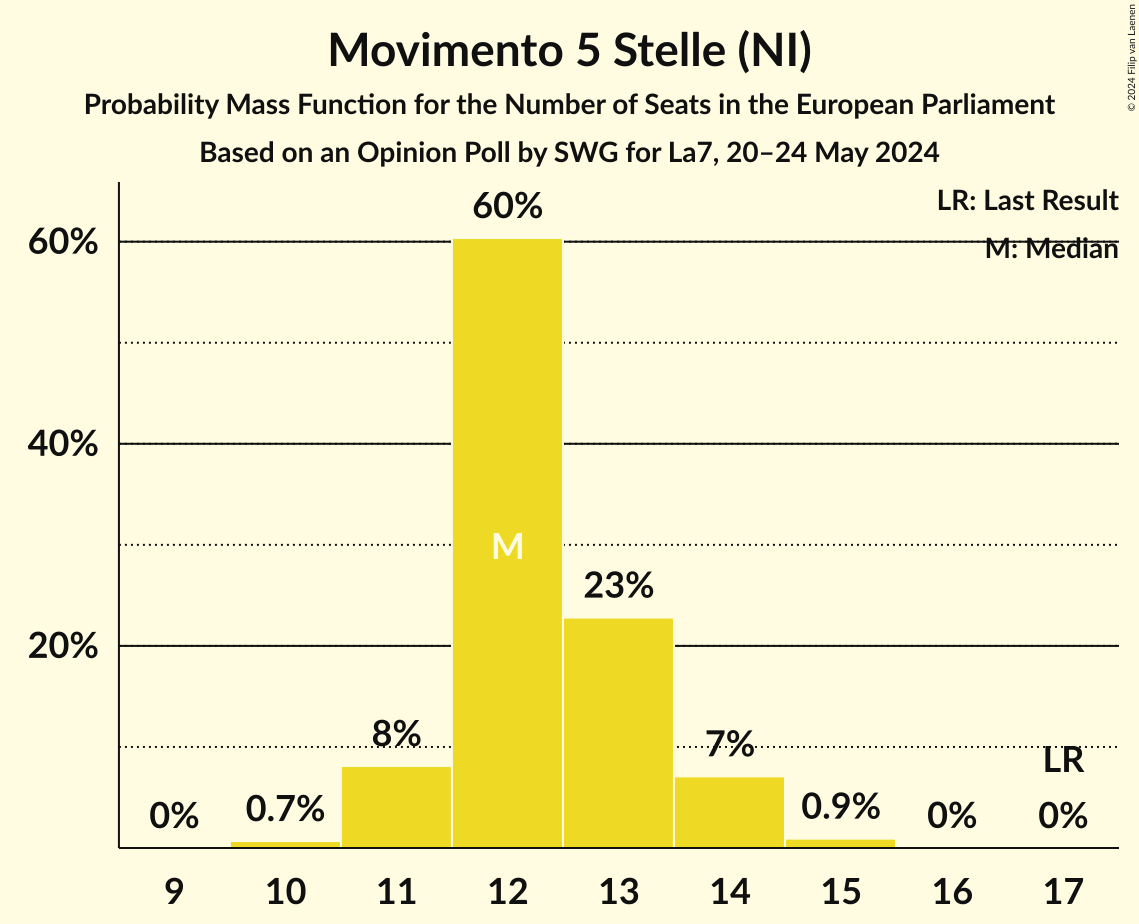 Movimento 5 Stelle (NI)
Probability Mass Function for the Number of Seats in the European Parliament
Based on an Opinion Poll by SWG for La7, 20–24 May 2024
© 2024 Filip van Laenen
LR: Last Result
M: Median
60%
40%
20%
0%
0.7%
8%
60%
M
23%
7%
0.9%
0%
LR
0%
9 10 11 12 13 14 15 16 17